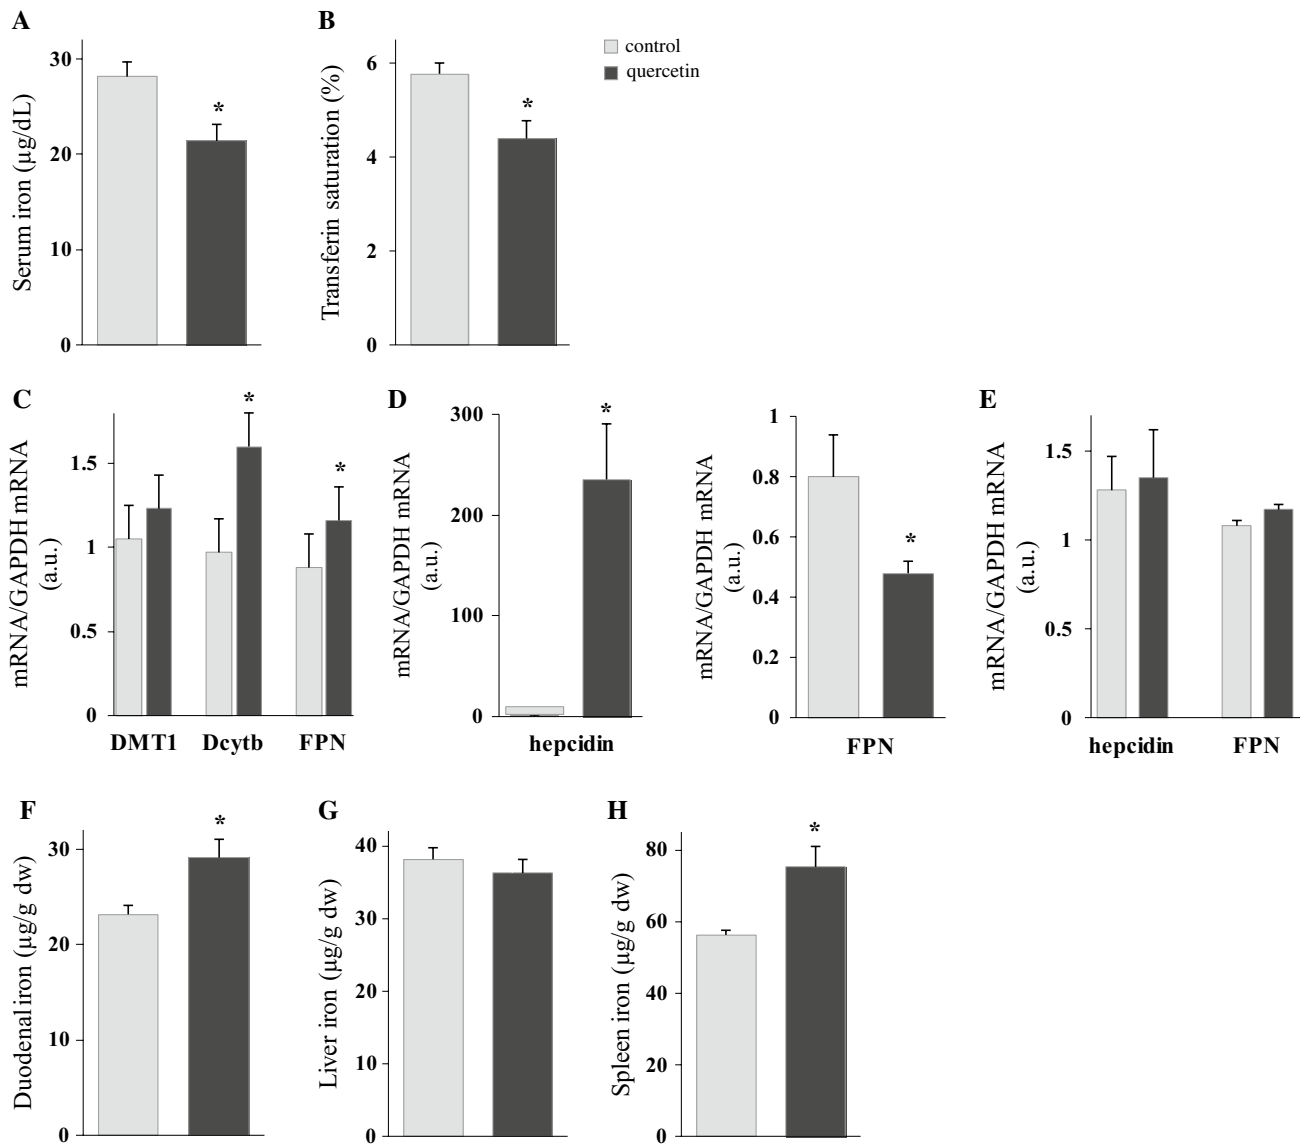 A
Serum iron (µg/dL)
30
20
10
0
*
B
Transferin saturation (%)
6
4
2
0
*
control
quercetin
C
mRNA/GAPDH mRNA
(a.u.)
1.5
1
0.5
0
*
*
DMT1 Dcytb FPN
D
mRNA/GAPDH mRNA
(a.u.)
300
200
100
0
*
hepcidin
mRNA/GAPDH mRNA
(a.u.)
1
0.8
0.6
0.4
0.2
0
*
FPN
E
mRNA/GAPDH mRNA
(a.u.)
1.5
1
0.5
0
hepcidin FPN
F
Duodenal iron (µg/g dw)
30
20
10
0
*
G
Liver iron (µg/g dw)
40
30
20
10
0
H
Spleen iron (µg/g dw)
80
60
40
20
0
*